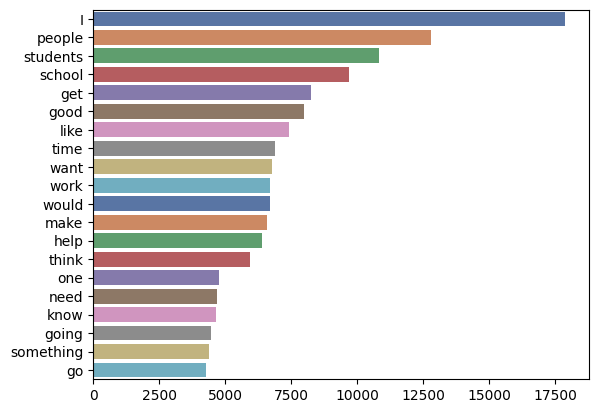 I
people
students
school
get
good
like
time
want
work
would
make
help
think
one
need
know
going
something
go
0 2500 5000 7500 10000 12500 15000 17500